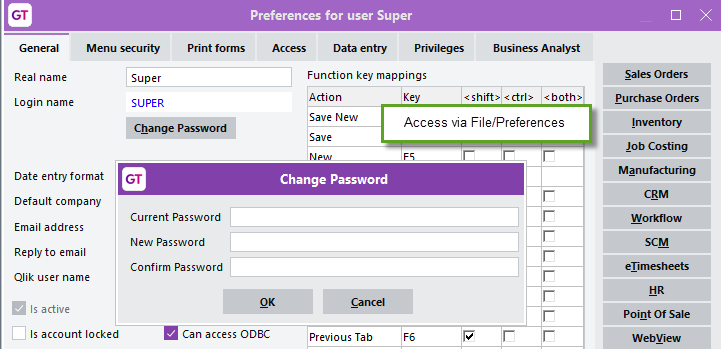 GT Preferences for user Super
General Menu security Print forms Access Data entry Privileges Business Analyst
Real name Super
Login name SUPER
Change Password
Function key mappings
Action Key <shift> <ctrl> <both>
Save New
Save
New F5
Access via File/Preferences
Date entry format
Default company
Email address
Reply to email
Qlik user name
Is active
Is account locked Can access ODBC
GT Change Password
Current Password
New Password
Confirm Password
OK Cancel
Previous Tab F6
Sales Orders
Purchase Orders
Inventory
Job Costing
Manufacturing
CRM
Workflow
SCM
eTimesheets
HR
Point Of Sale
WebView